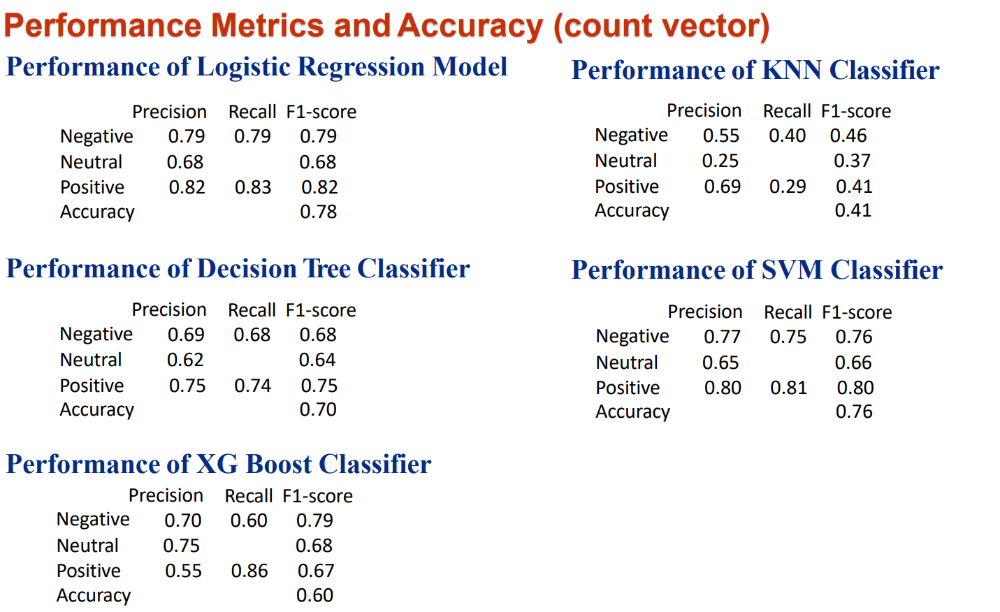 Performance Metrics and Accuracy (count vector)
Performance of Logistic Regression Model
Precision Recall F1-score
Negative 0.79 0.79 0.79
Neutral 0.68 0.68
Positive 0.82 0.83 0.82
Accuracy 0.78
Performance of Decision Tree Classifier
Precision Recall F1-score
Negative 0.69 0.68 0.68
Neutral 0.62 0.64
Positive 0.75 0.74 0.75
Accuracy 0.70
Performance of XG Boost Classifier
Precision Recall F1-score
Negative 0.70 0.60 0.79
Neutral 0.75 0.68
Positive 0.55 0.86 0.67
Accuracy 0.60
Performance of KNN Classifier
Precision Recall F1-score
Negative 0.55 0.40 0.46
Neutral 0.25 0.37
Positive 0.69 0.29 0.41
Accuracy 0.41
Performance of SVM Classifier
Precision Recall F1-score
Negative 0.77 0.75 0.76
Neutral 0.65 0.66
Positive 0.80 0.81 0.80
Accuracy 0.76